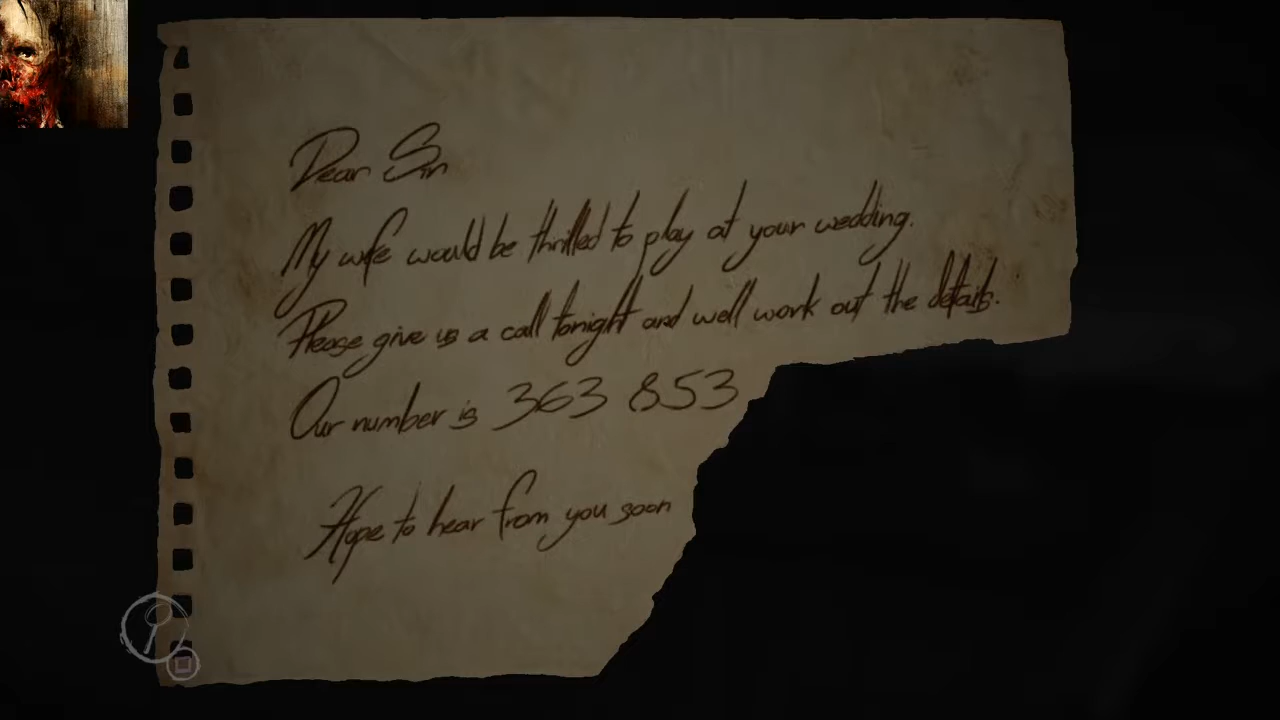 Dear Sir
My wife would be thrilled to play at your wedding.
Please give us a call tonight and well work out the details.
Our number is 363 853
Hope to hear from you soon